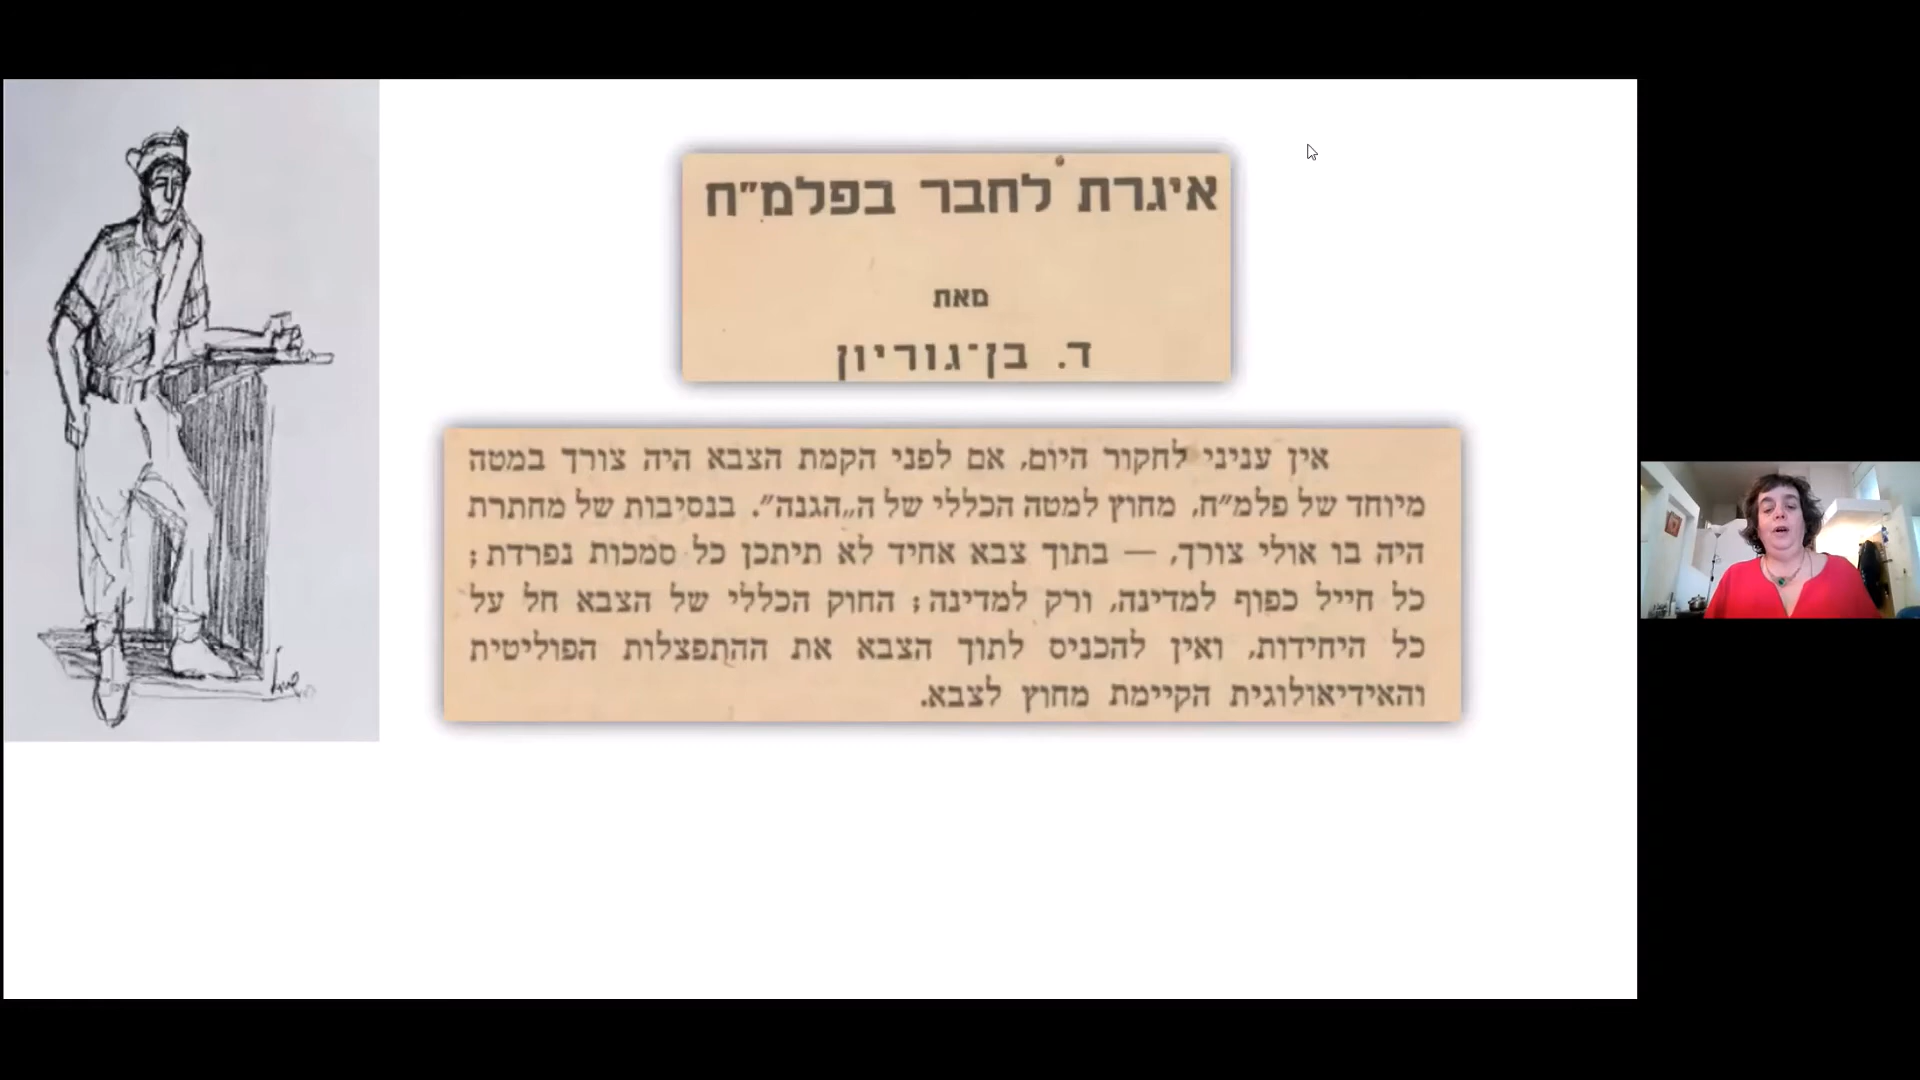 איגרת לחבר בפלמ"ח
מאת
ד. בן־גוריון
אין עניני לחקור היום, אם לפני הקמת הצבא היה צורך במטה
מיוחד של פלמ"ח, מחוץ למטה הכללי של ה„הגנה". בנסיבות של מחתרת
היה בו אולי צורך, — בתוך צבא אחיד לא תיתכן כל סמכות נפרדת;
כל חייל כפוף למדינה, ורק למדינה; החוק הכללי של הצבא חל על
כל היחידות, ואין להכניס לתוך הצבא את ההתפצלות הפוליטית
והאידיאולוגית הקיימת מחוץ לצבא.